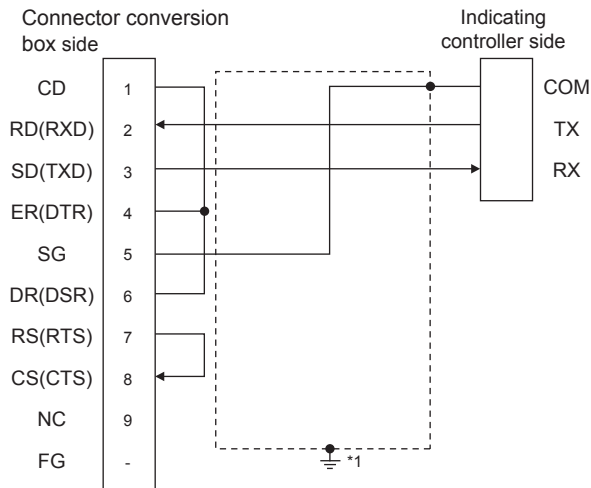 Connector conversion
box side
Indicating
controller side
CD 1
RD(RXD) 2
SD(TXD) 3
ER(DTR) 4
SG 5
DR(DSR) 6
RS(RTS) 7
CS(CTS) 8
NC 9
FG -
COM
TX
RX
*1